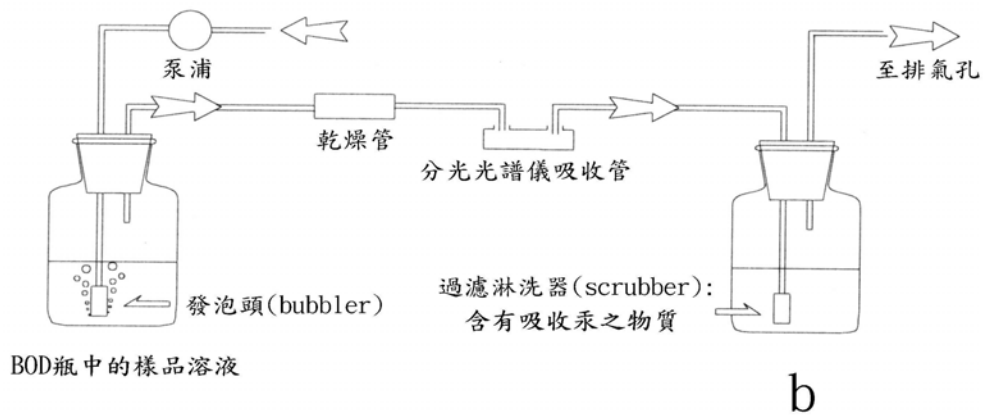 泵浦
至排氣孔
乾燥管
分光光譜儀吸收管
過濾淋洗器(scrubber):
含有吸收汞之物質
發泡頭(bubbler)
BOD瓶中的樣品溶液
b